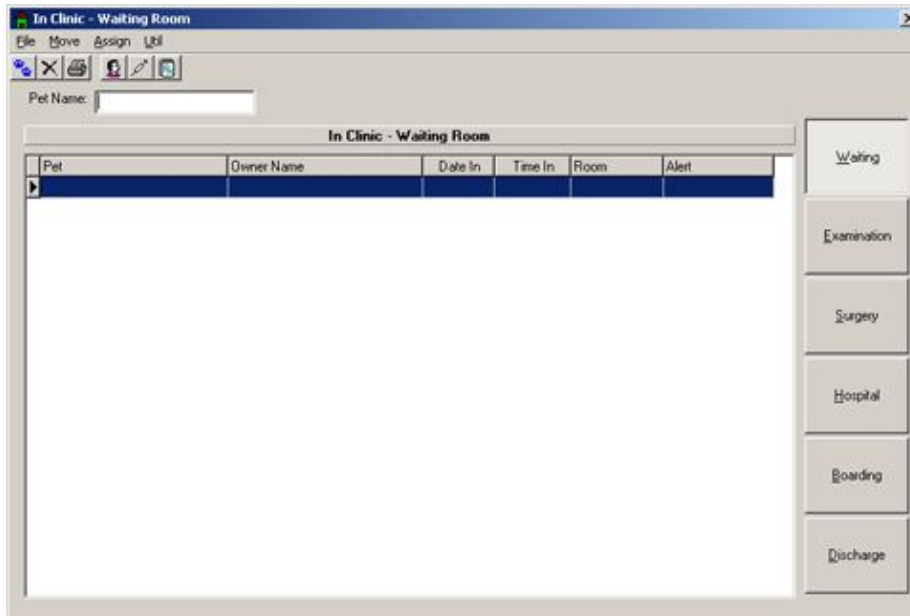 In Clinic - Waiting Room
File Move Assign Util
Pet Name:
In Clinic - Waiting Room
Pet Owner Name Date In Time In Room Alert
Waiting
Examination
Surgery
Hospital
Boarding
Discharge